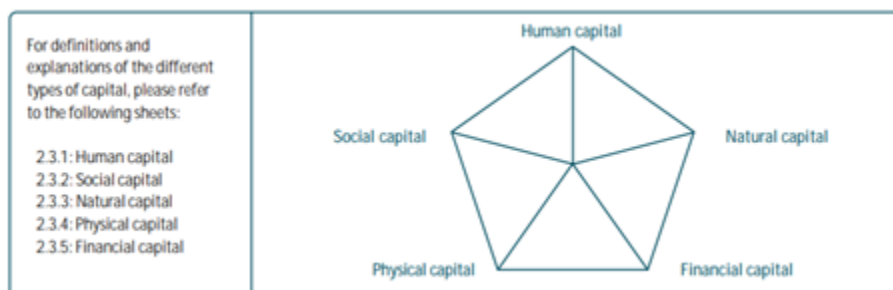 For definitions and
explanations of the different
types of capital, please refer
to the following sheets:
2.3.1: Human capital
2.3.2: Social capital
2.3.3: Natural capital
2.3.4: Physical capital
2.3.5: Financial capital
Human capital
Social capital
Natural capital
Physical capital
Financial capital